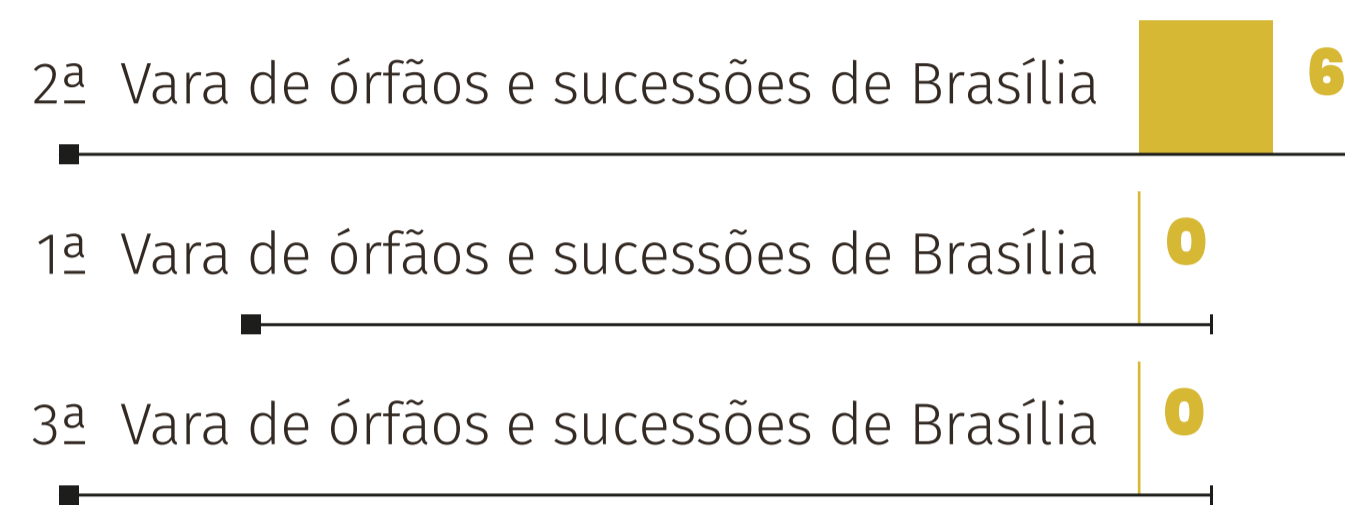 2ª Vara de órfãos e sucessões de Brasília 6
1ª Vara de órfãos e sucessões de Brasília 0
3ª Vara de órfãos e sucessões de Brasília 0